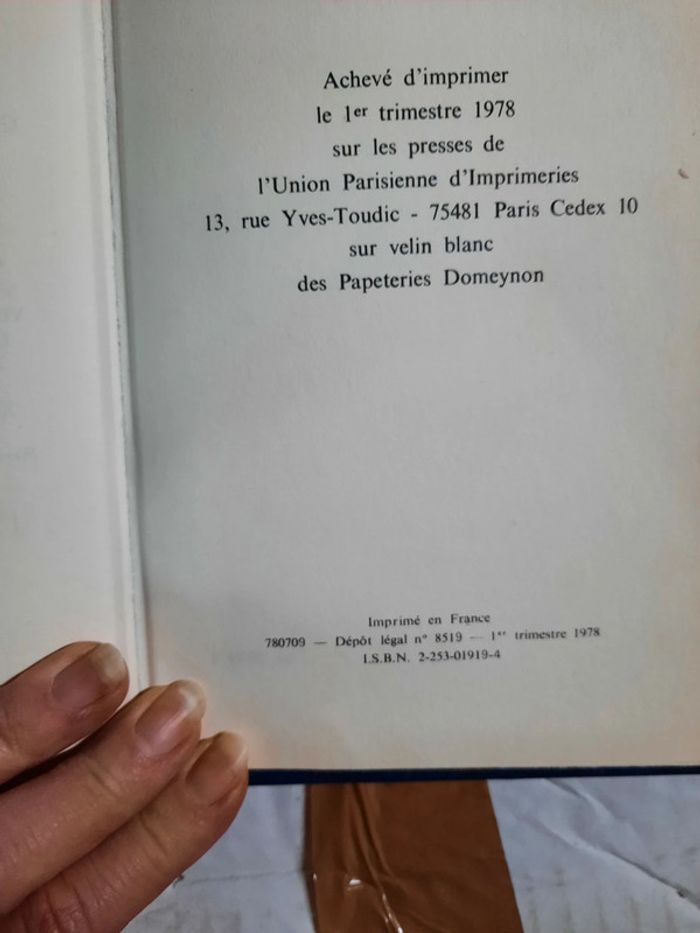 Achevé d'imprimer
le 1er trimestre 1978
sur les presses de
l'Union Parisienne d'Imprimeries
13, rue Yves-Toudic - 75481 Paris Cedex 10
sur velin blanc
des Papeteries Domeynon
Imprimé en France
780709 — Dépôt légal n° 8519 — 1er trimestre 1978
I.S.B.N. 2-253-01919-4